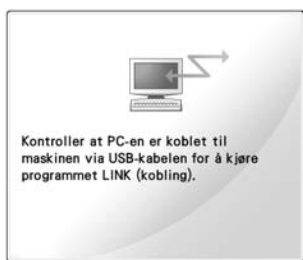 Kontroller at PC-en er koblet til
maskinen via USB-kabelen for å kjøre
programmet LINK (kobling).